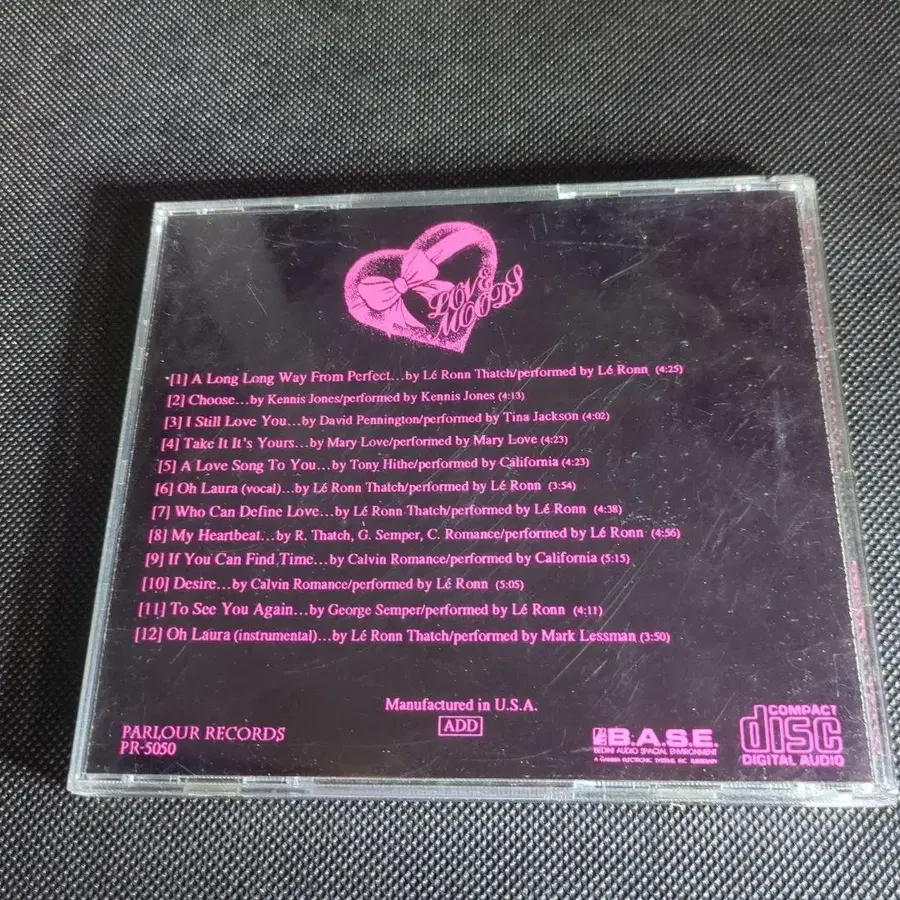 LOVE
MOODS
[1] A Long Long Way From Perfect...by Lé Ronn Thatch/performed by Lé Ronn (4:25)
[2] Choose...by Kennis Jones/performed by Kennis Jones (4:13)
[3] I Still Love You...by David Pennington/performed by Tina Jackson (4:02)
[4] Take It It's Yours...by Mary Love/performed by Mary Love (4:23)
[5] A Love Song To You...by Tony Hithe/performed by California (4:23)
[6] Oh Laura (vocal)...by Lé Ronn Thatch/performed by Lé Ronn (3:54)
[7] Who Can Define Love...by Lé Ronn Thatch/performed by Lé Ronn (4:38)
[8] My Heartbeat...by R. Thatch, G. Semper, C. Romance/performed by Lé Ronn (4:56)
[9] If You Can Find Time...by Calvin Romance/performed by California (5:15)
[10] Desire...by Calvin Romance/performed by Lé Ronn (5:05)
[11] To See You Again...by George Semper/performed by Lé Ronn (4:11)
[12] Oh Laura (instrumental)...by Lé Ronn Thatch/performed by Mark Lessman (3:50)
Manufactured in U.S.A.
ADD
PARLOUR RECORDS
PR-5050
B.A.S.E.
BEDINI AUDIO SPACIAL ENVIRONMENT
A GAMMA ELECTRONIC SYSTEMS, INC. SUBSIDIARY
COMPACT
disc
DIGITAL AUDIO